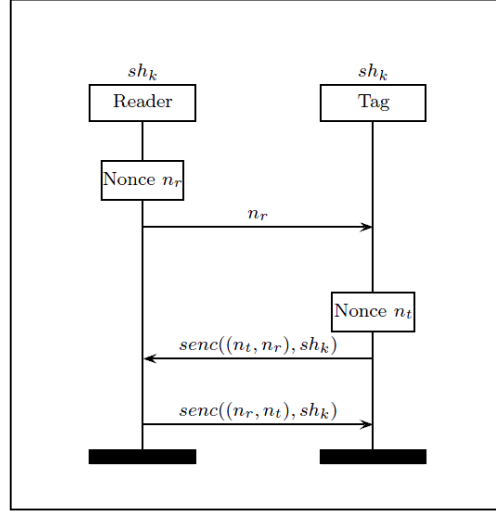 sh_k sh_k
Reader Tag
Nonce n_r
n_r
Nonce n_t
senc((n_t, n_r), sh_k)
senc((n_r, n_t), sh_k)